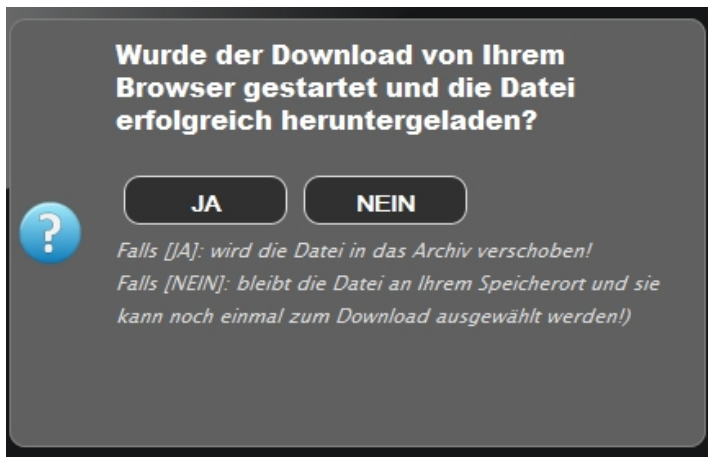 Wurde der Download von Ihrem
Browser gestartet und die Datei
erfolgreich heruntergeladen?
JA NEIN
?
Falls [JA]: wird die Datei in das Archiv verschoben!
Falls [NEIN]: bleibt die Datei an Ihrem Speicherort und sie
kann noch einmal zum Download ausgewählt werden!)